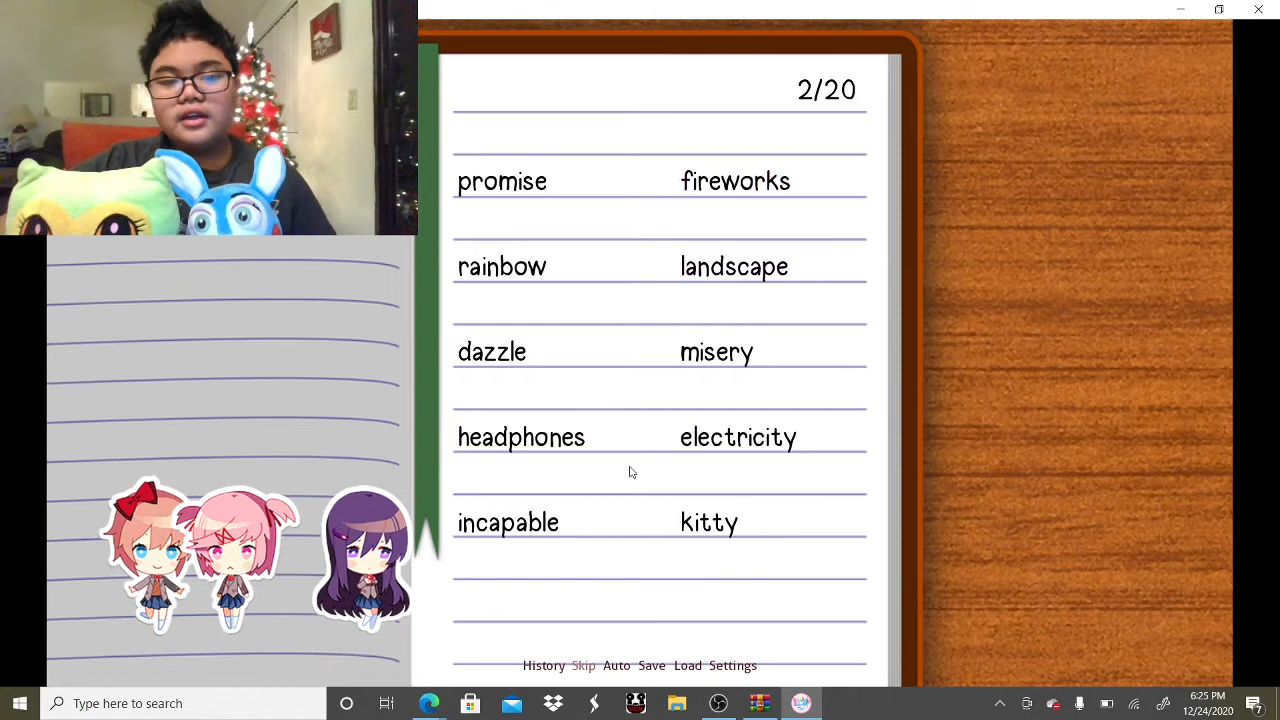 2/20
promise fireworks
rainbow landscape
dazzle misery
headphones electricity
incapable kitty
History Skip Auto Save Load Settings
Type here to search
6:25 PM
12/24/2020
7